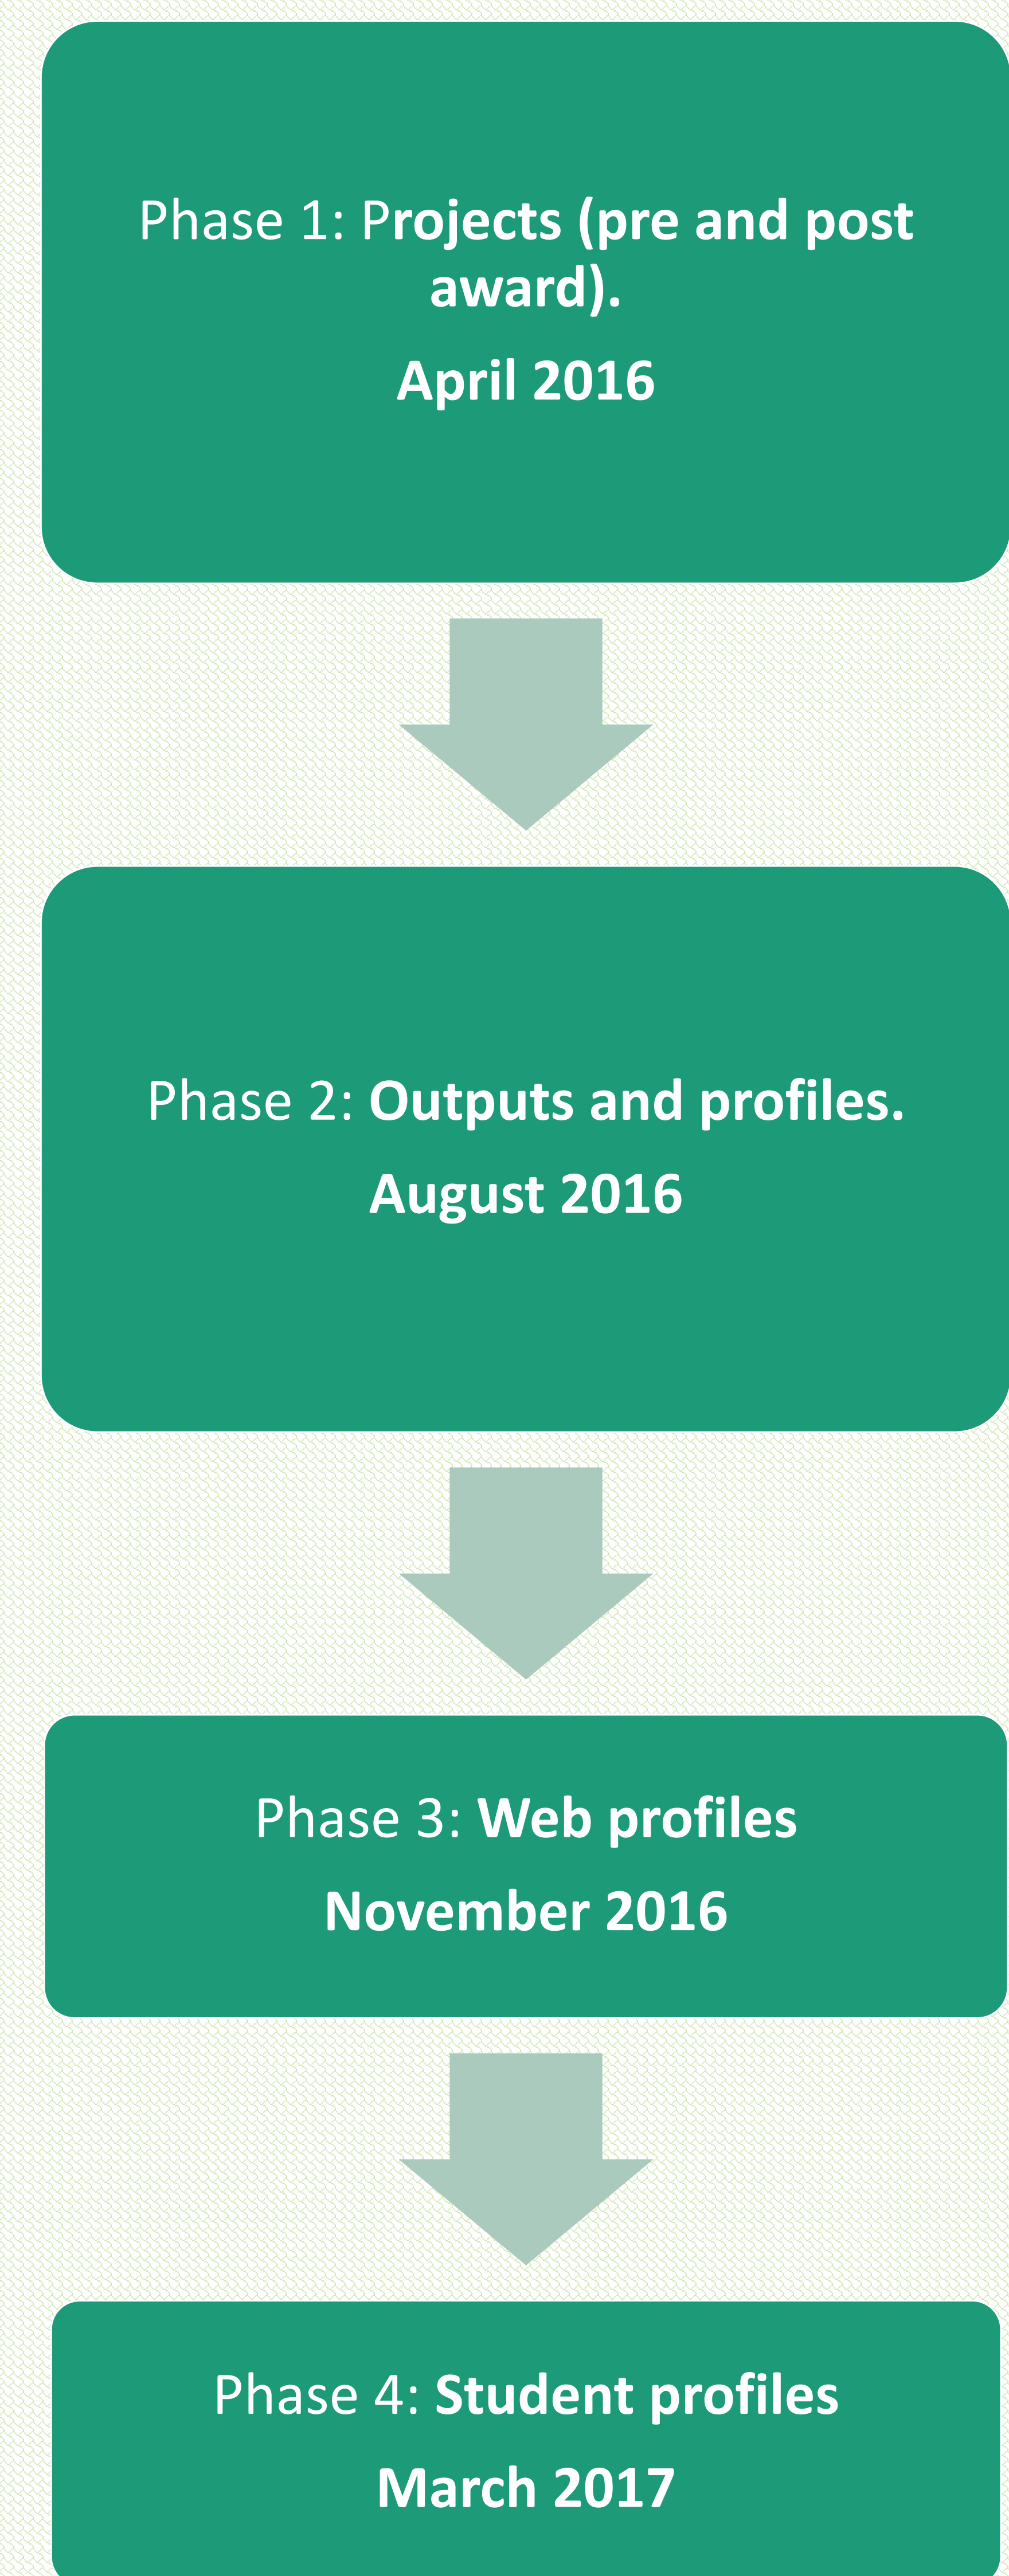 Phase 1: Projects (pre and post
award).
April 2016
Phase 2: Outputs and profiles.
August 2016
Phase 3: Web profiles
November 2016
Phase 4: Student profiles
March 2017